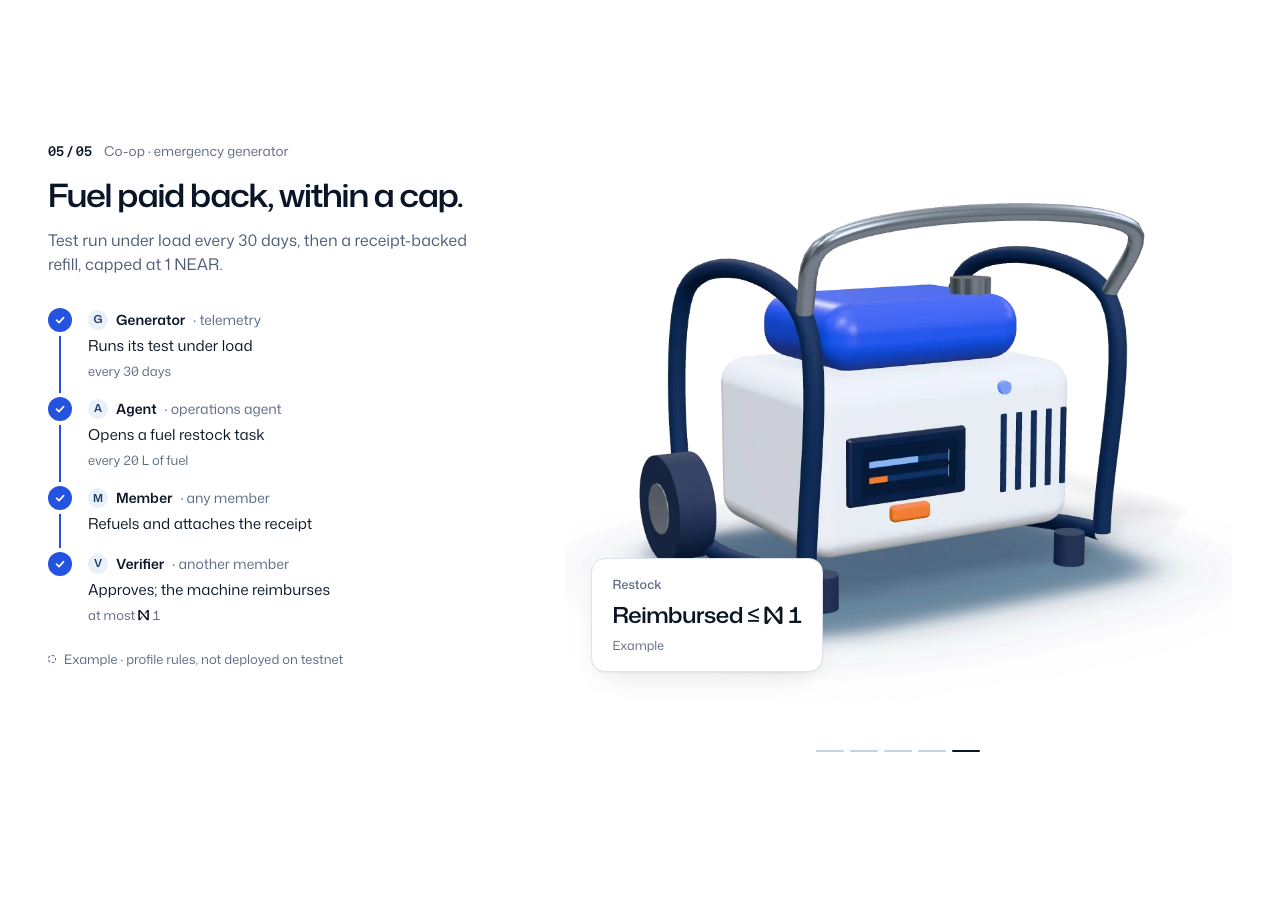 05 / 05 Co-op · emergency generator
Fuel paid back, within a cap.
Test run under load every 30 days, then a receipt-backed
refill, capped at 1 NEAR.
G Generator · telemetry
Runs its test under load
every 30 days
A Agent · operations agent
Opens a fuel restock task
every 20 L of fuel
M Member · any member
Refuels and attaches the receipt
V Verifier · another member
Approves; the machine reimburses
at most N 1
Example · profile rules, not deployed on testnet
Restock
Reimbursed ≤ N 1
Example